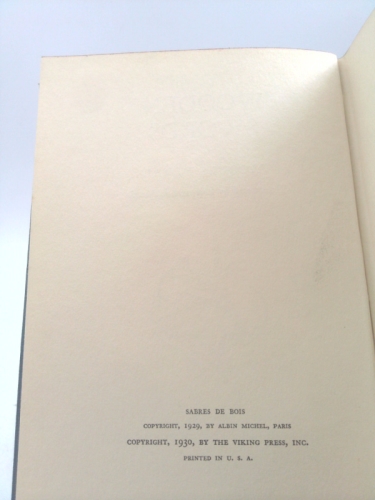 SABRES DE BOIS
COPYRIGHT, 1929, BY ALBIN MICHEL, PARIS
COPYRIGHT, 1930, BY THE VIKING PRESS, INC.
PRINTED IN U. S. A.